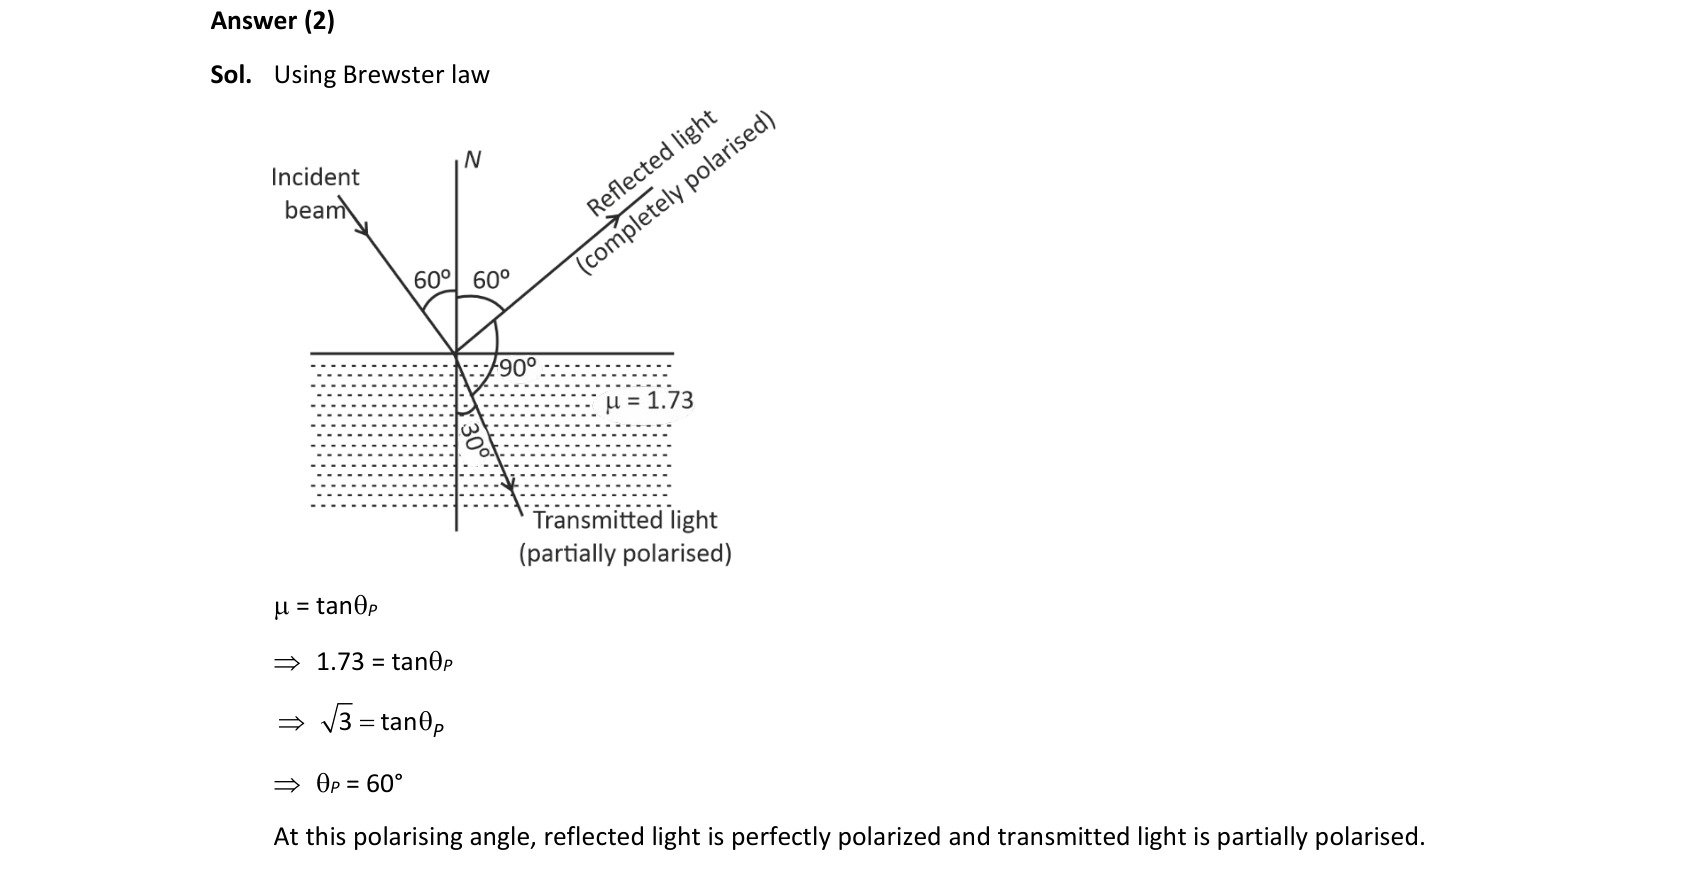 Answer (2)
Sol. Using Brewster law
N
Incident
beam
Reflected light
(completely polarised)
60° 60°
90°
μ = 1.73
30°
Transmitted light
(partially polarised)
μ = tanθP
⇒ 1.73 = tanθP
⇒ √3 = tanθP
⇒ θP = 60°
At this polarising angle, reflected light is perfectly polarized and transmitted light is partially polarised.